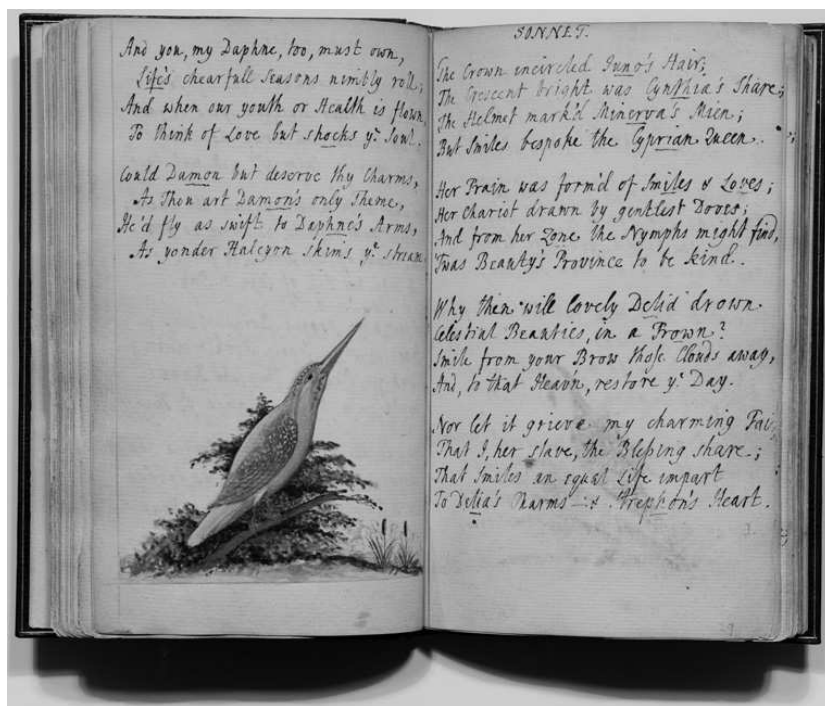 And you, my Daphne, too, must own,
Life's chearfull Seasons nimbly roll;
And when our youth or Health is flown,
To think of Love but shocks yͤ Soul.
Could Damon but deserve thy Charms,
As Thou art Damon's only Theme,
He'd fly as swift to Daphne's Arms,
As yonder Halcyon skims yͤ stream
SONNET.
The Crown incircled Juno's Hair;
The Crescent bright was Cynthia's Share;
The Helmet mark'd Minerva's Mien;
But Smiles bespoke the Cyprian Queen.
Her Train was form'd of Smiles & Loves;
Her Chariot drawn by gentlest Doves;
And from her Zone the Nymphs might find,
'Twas Beauty's Province to be kind.
Why then will lovely Delia drown
Celestial Beauties, in a Frown?
Smile from your Brow those Clouds away,
And, to that Heav'n, restore yͤ Day.
Nor let it grieve my charming Fair,
That I, her slave, the Bleſsing share;
That Smiles an equal Life impart
To Delia's Charms — & Strephon's Heart.